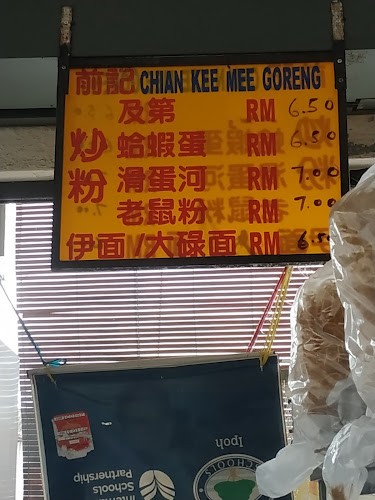 前記 CHIAN KEE MEE GORENG
及第 RM 6.50
炒 蛤蝦蛋 RM 6.50
粉 滑蛋河 RM 7.00
老鼠粉 RM 7.00
伊面/大碌面 RM 6.50
Ipoh
SCHOOLS
Schools
Partnership